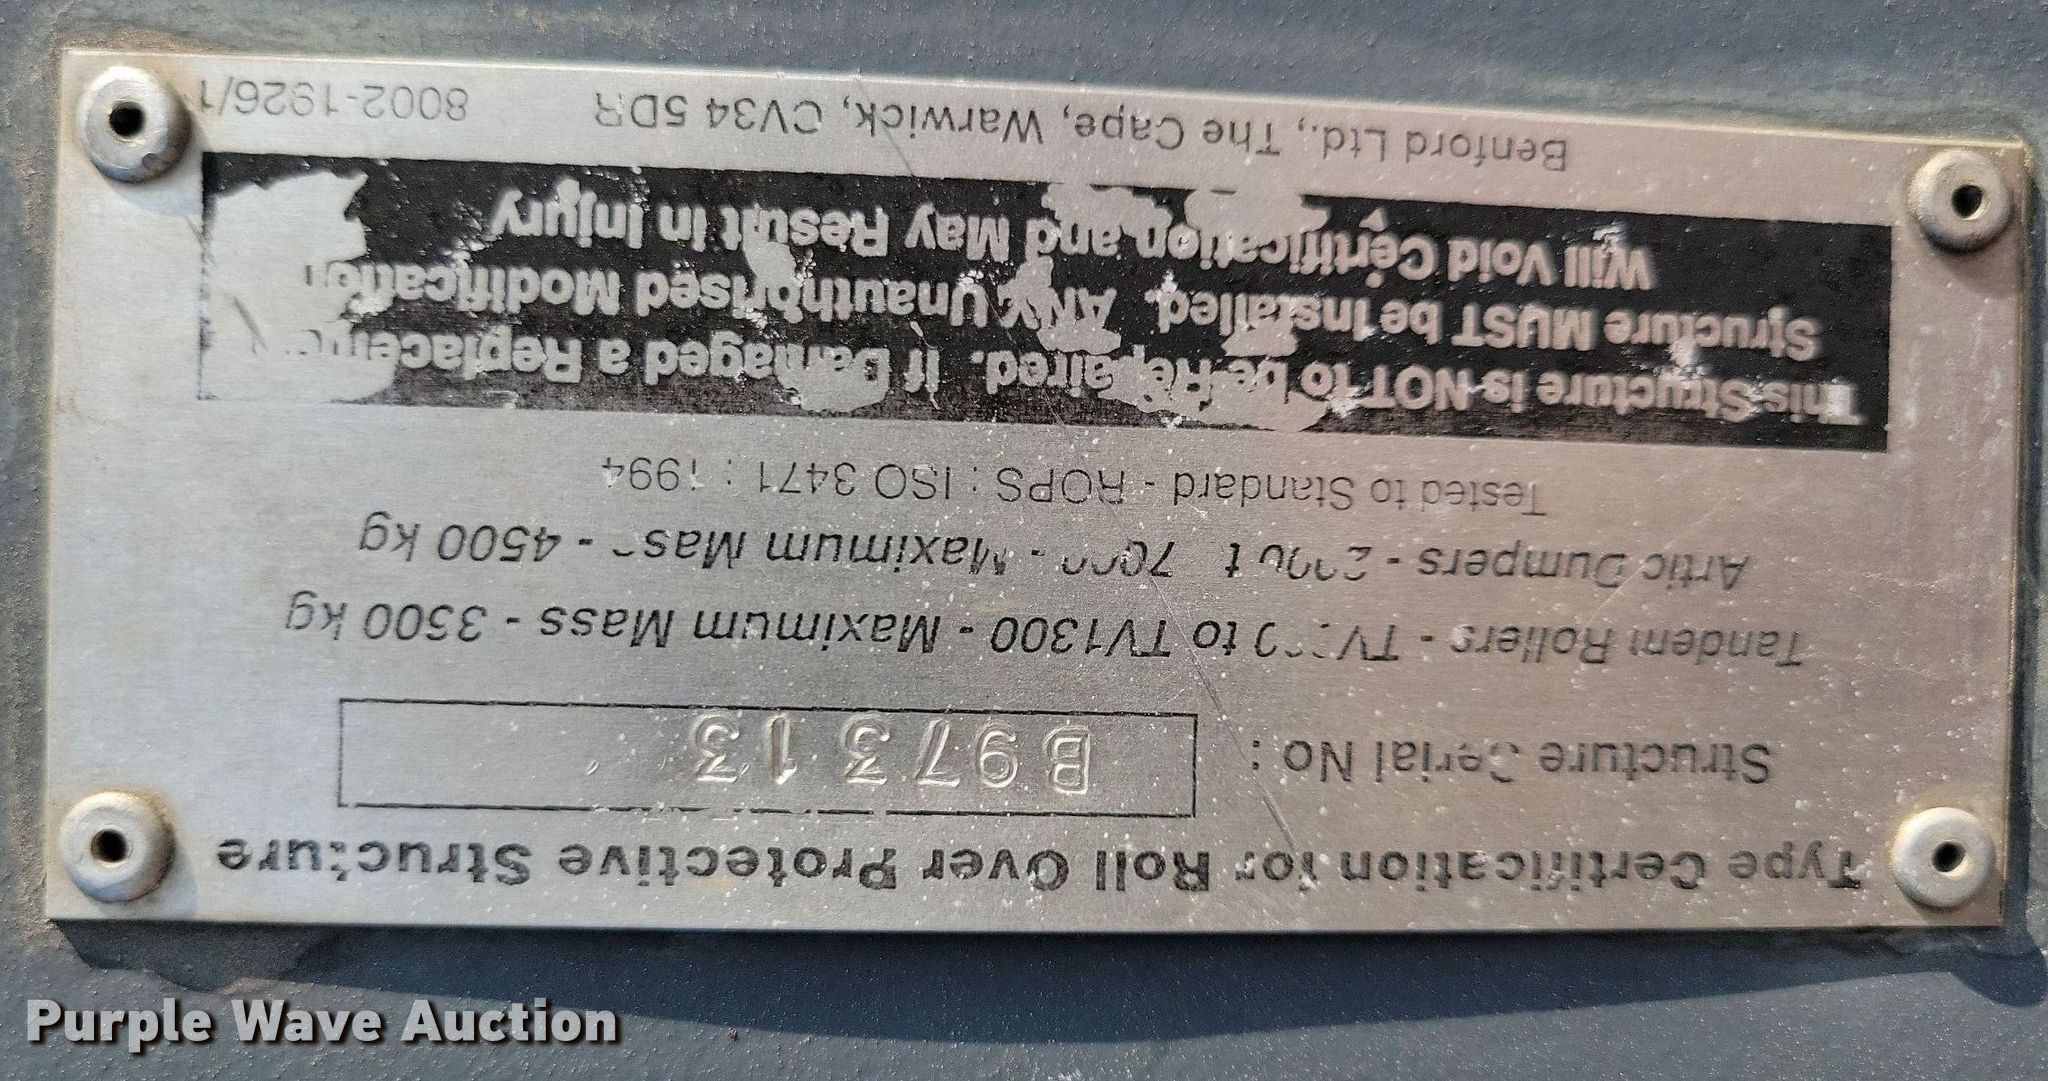 Type Certification for Roll Over Protective Structure
Structure Serial No : B97313
Tandem Rollers - to TV1300 - Maximum Mass - 3500 kg
Artic Dumpers - - Maximum Mass - 4500 kg
Tested to Standard - ROPS : ISO 3471 : 1994
This Structure is NOT to be Repaired. If Damaged a Replacement
Structure MUST be Installed. ANY Unauthorised Modification
Will Void Certification and May Result in Injury
Benford Ltd., The Cape, Warwick, CV34 5DR 8002-1926/1
Purple Wave Auction